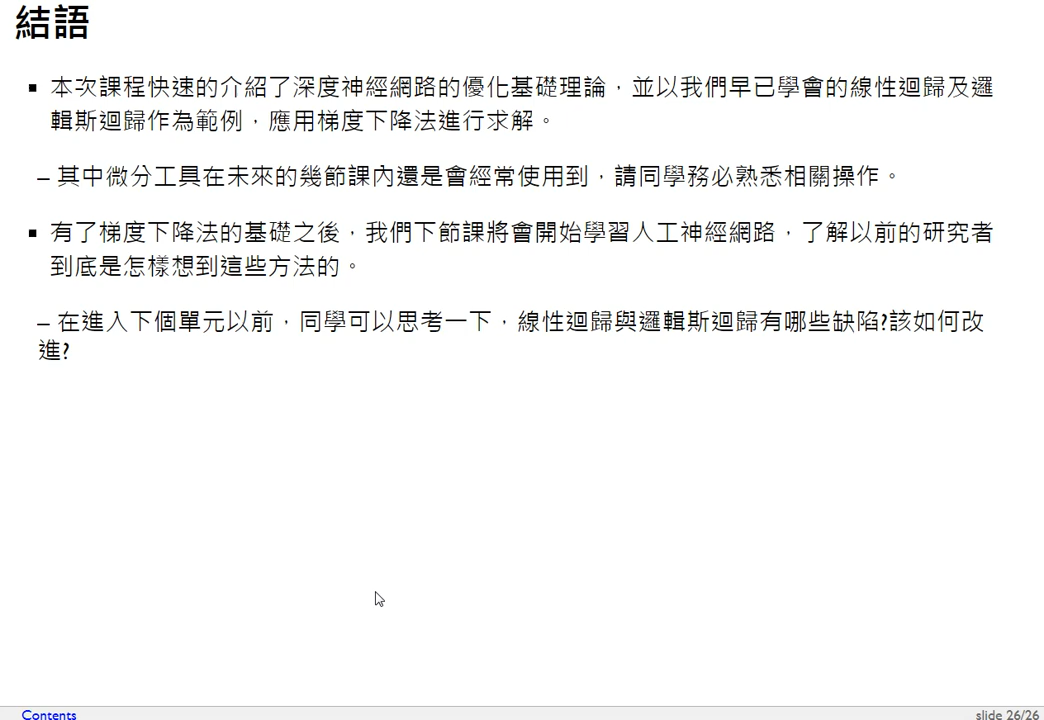 結語
▪ 本次課程快速的介紹了深度神經網路的優化基礎理論，並以我們早已學會的線性迴歸及邏
輯斯迴歸作為範例，應用梯度下降法進行求解。
– 其中微分工具在未來的幾節課內還是會經常使用到，請同學務必熟悉相關操作。
▪ 有了梯度下降法的基礎之後，我們下節課將會開始學習人工神經網路，了解以前的研究者
到底是怎樣想到這些方法的。
– 在進入下個單元以前，同學可以思考一下，線性迴歸與邏輯斯迴歸有哪些缺陷?該如何改
進?
Contents
slide 26/26